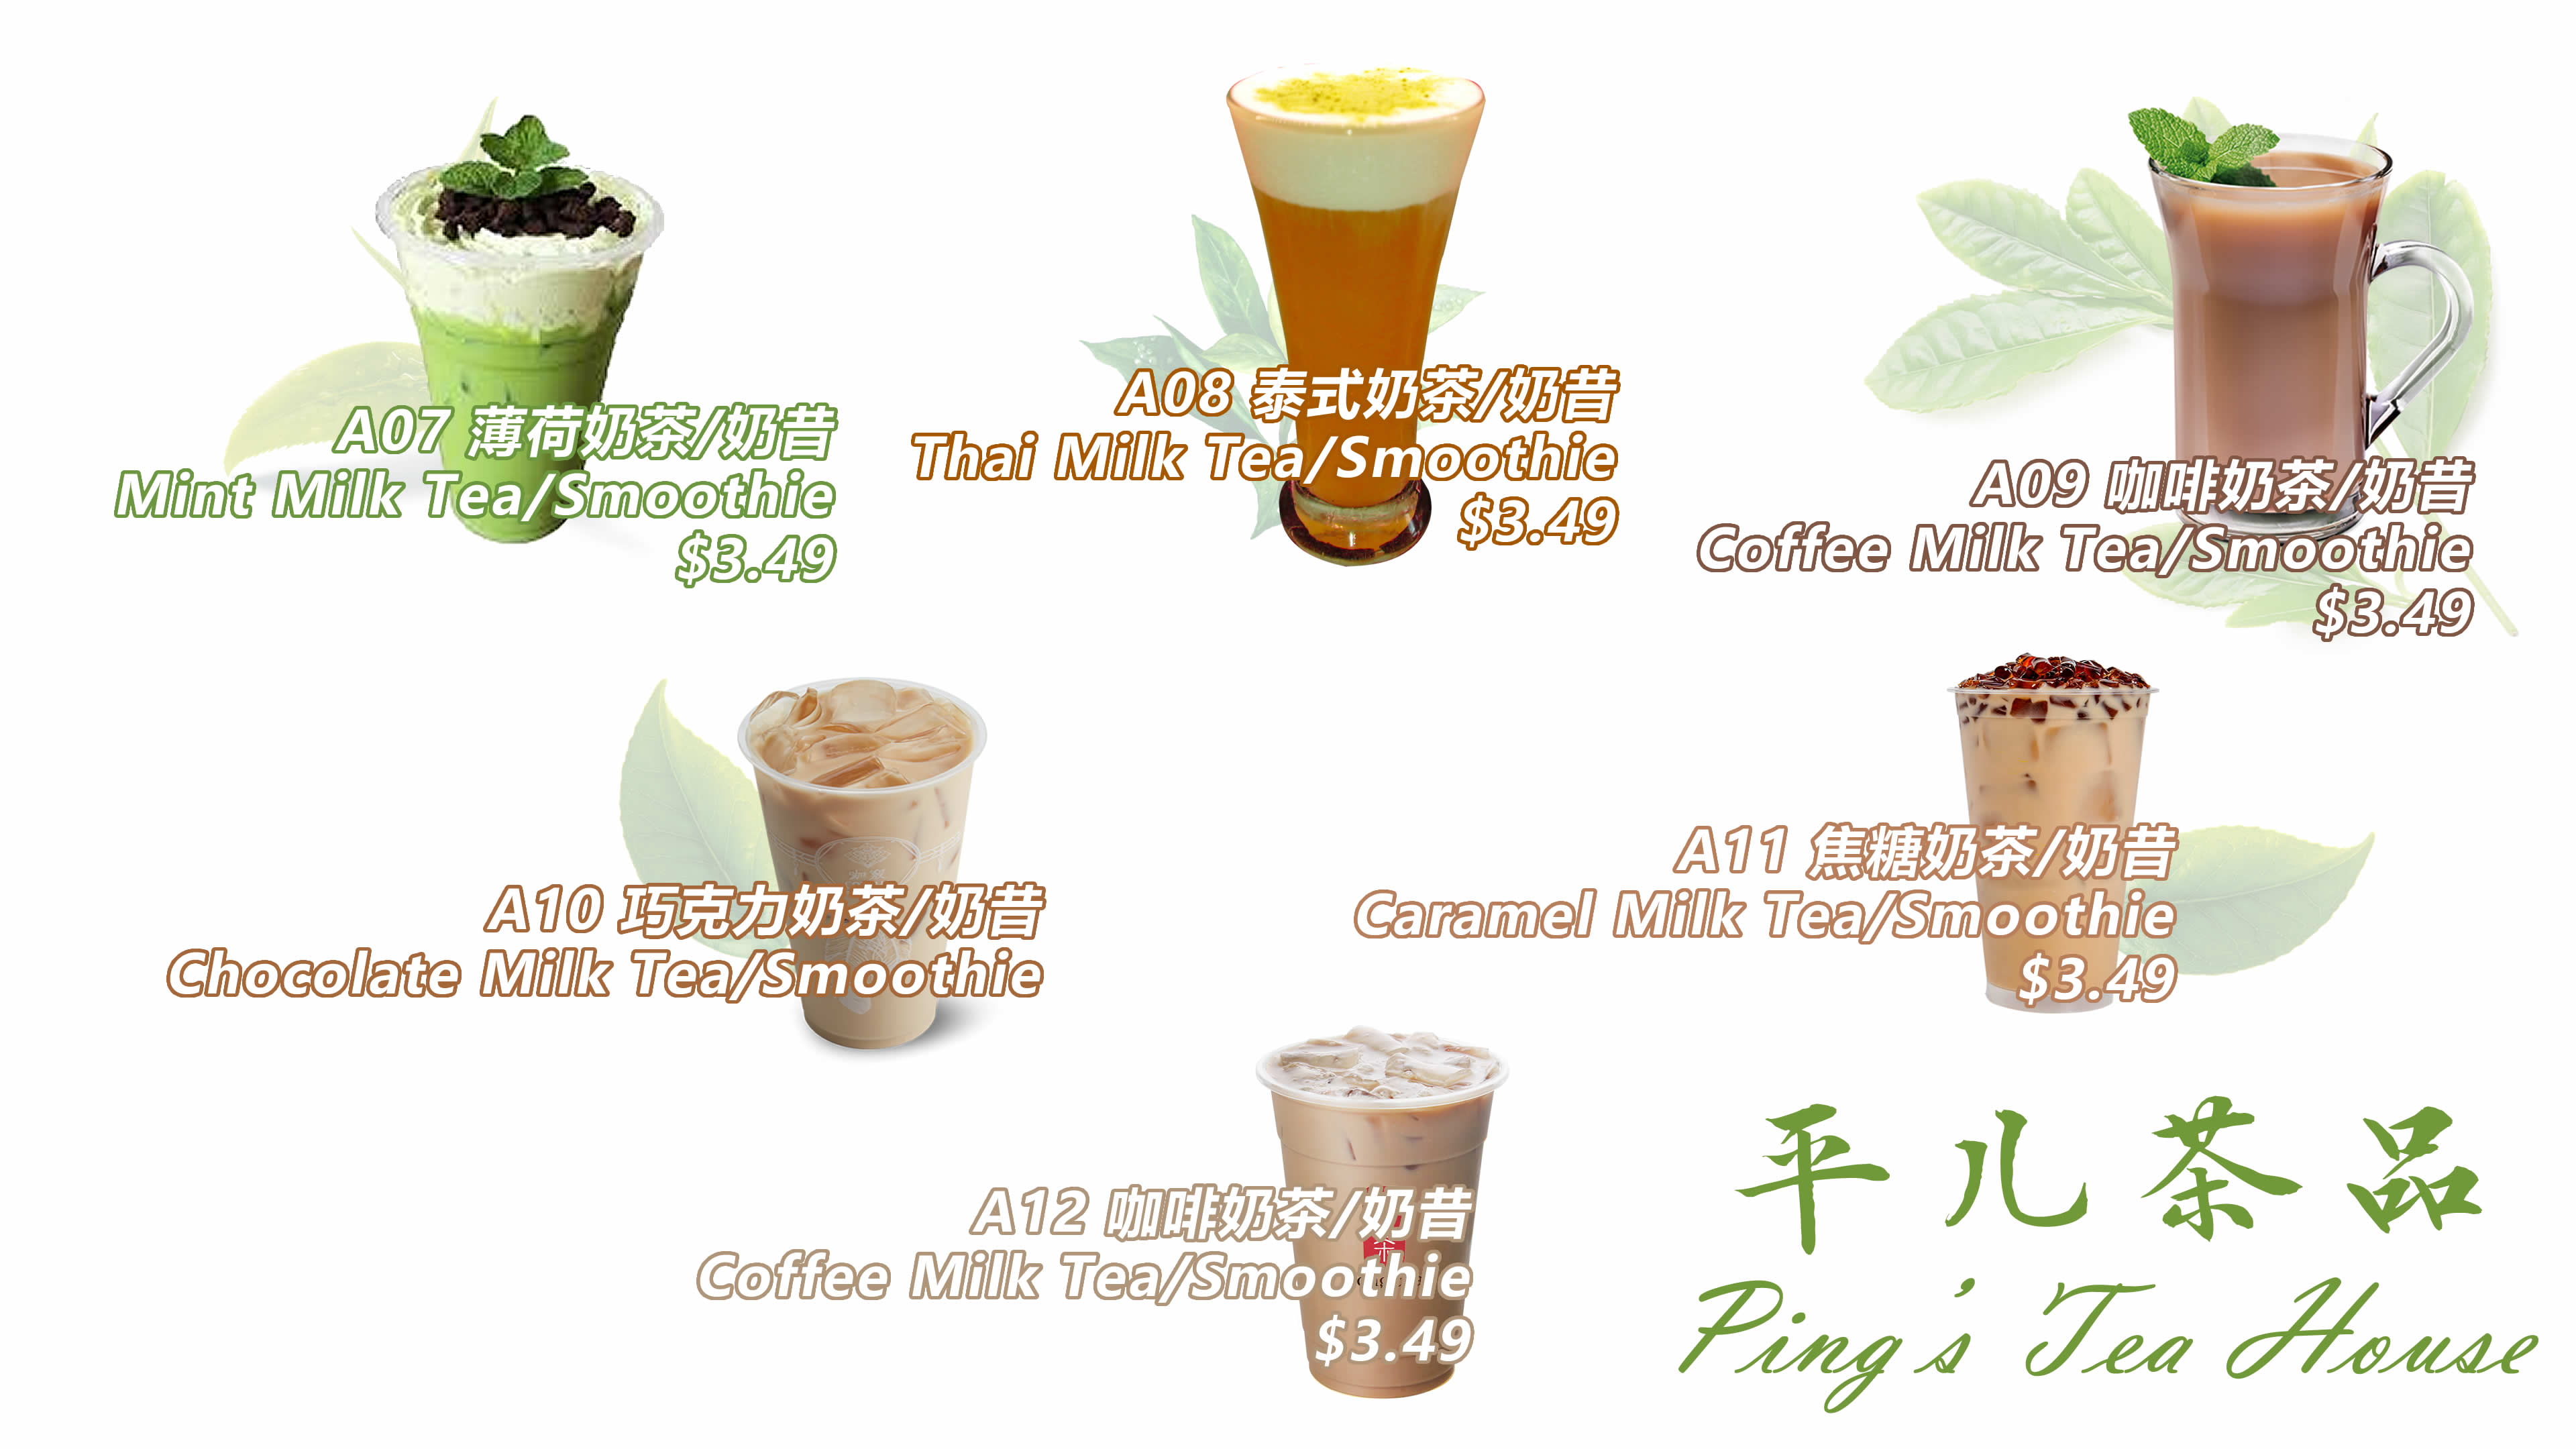 A07 薄荷奶茶/奶昔
Mint Milk Tea/Smoothie
$3.49
A08 泰式奶茶/奶昔
Thai Milk Tea/Smoothie
$3.49
A09 咖啡奶茶/奶昔
Coffee Milk Tea/Smoothie
$3.49
A10 巧克力奶茶/奶昔
Chocolate Milk Tea/Smoothie
A11 焦糖奶茶/奶昔
Caramel Milk Tea/Smoothie
$3.49
A12 咖啡奶茶/奶昔
Coffee Milk Tea/Smoothie
$3.49
平儿茶品
Ping's Tea House